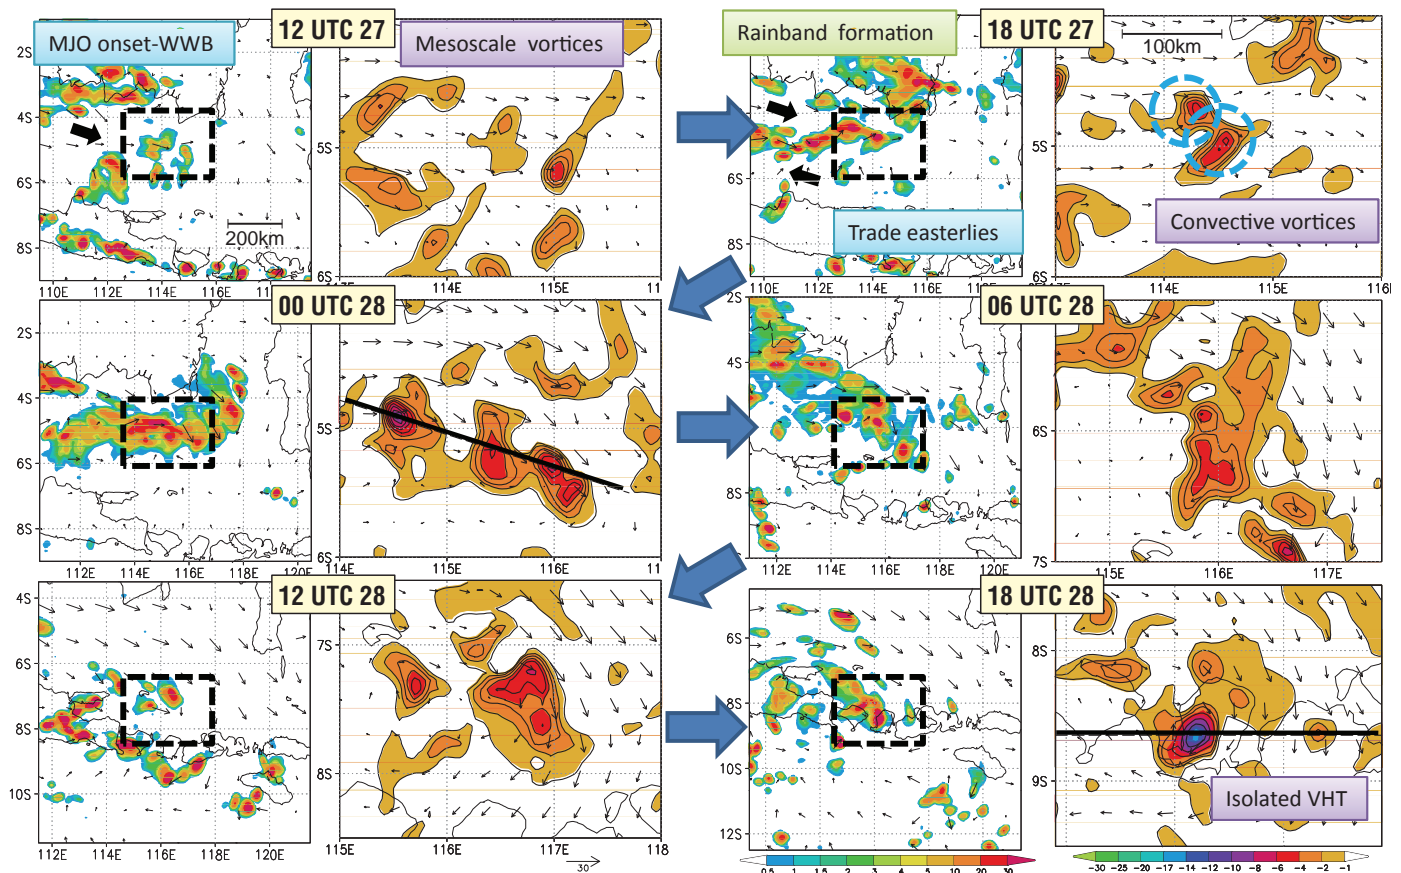 MJO onset-WWB
12 UTC 27
Mesoscale vortices
Rainband formation
18 UTC 27
100km
2S
4S
6S
8S
200km
110E 112E 114E 116E 118E
5S
6S
114E 115E
4S
6S
8S
Trade easterlies
110E 112E 114E 116E 118E
5S
6S
Convective vortices
114E 115E
00 UTC 28
06 UTC 28
2S
4S
6S
8S
112E 114E 116E 118E 120E
5S
6S
115E 116E
2S
4S
6S
8S
112E 114E 116E 118E 120E
6S
7S
115E 116E 117E
12 UTC 28
18 UTC 28
4S
6S
8S
10S
112E 114E 116E 118E 120E
7S
8S
115E 116E 117E 118
30
6S
8S
10S
12S
0.5 1 1.5 2 3 4 5 10 20 30
8S
9S
Isolated VHT
-30 -25 -20 -16 -14 -12 -10 -8 -6 -4 -2 -1